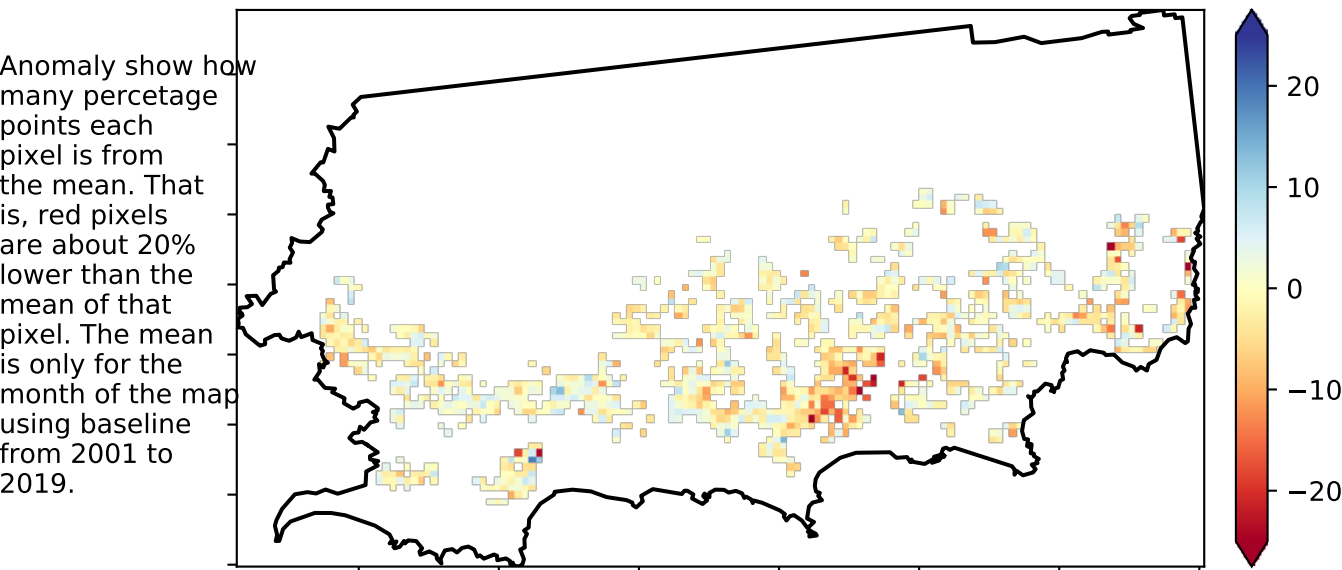 Anomaly show how
many percetage
points each
pixel is from
the mean. That
is, red pixels
are about 20%
lower than the
mean of that
pixel. The mean
is only for the
month of the map
using baseline
from 2001 to
2019.
20
10
0
−10
−20